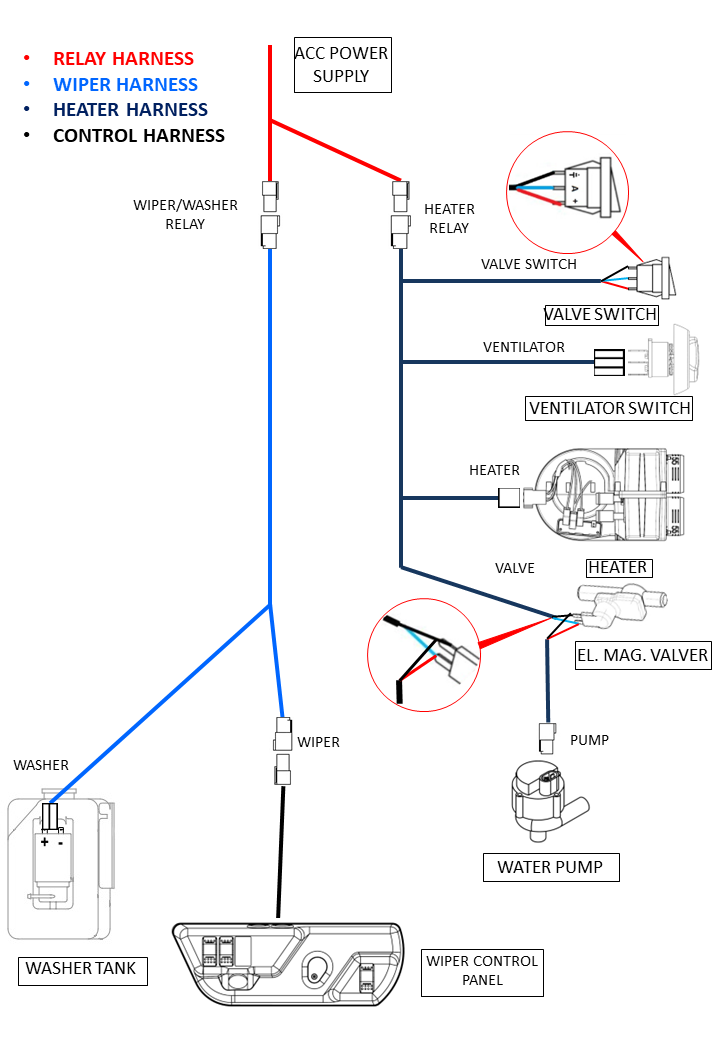 ACC POWER
SUPPLY
• RELAY HARNESS
• WIPER HARNESS
• HEATER HARNESS
• CONTROL HARNESS
WIPER/WASHER
RELAY
HEATER
RELAY
A
+
VALVE SWITCH
VALVE SWITCH
VENTILATOR
VENTILATOR SWITCH
HEATER
VALVE
HEATER
EL. MAG. VALVER
WIPER
PUMP
WASHER
+ -
WATER PUMP
WASHER TANK
WIPER CONTROL
PANEL